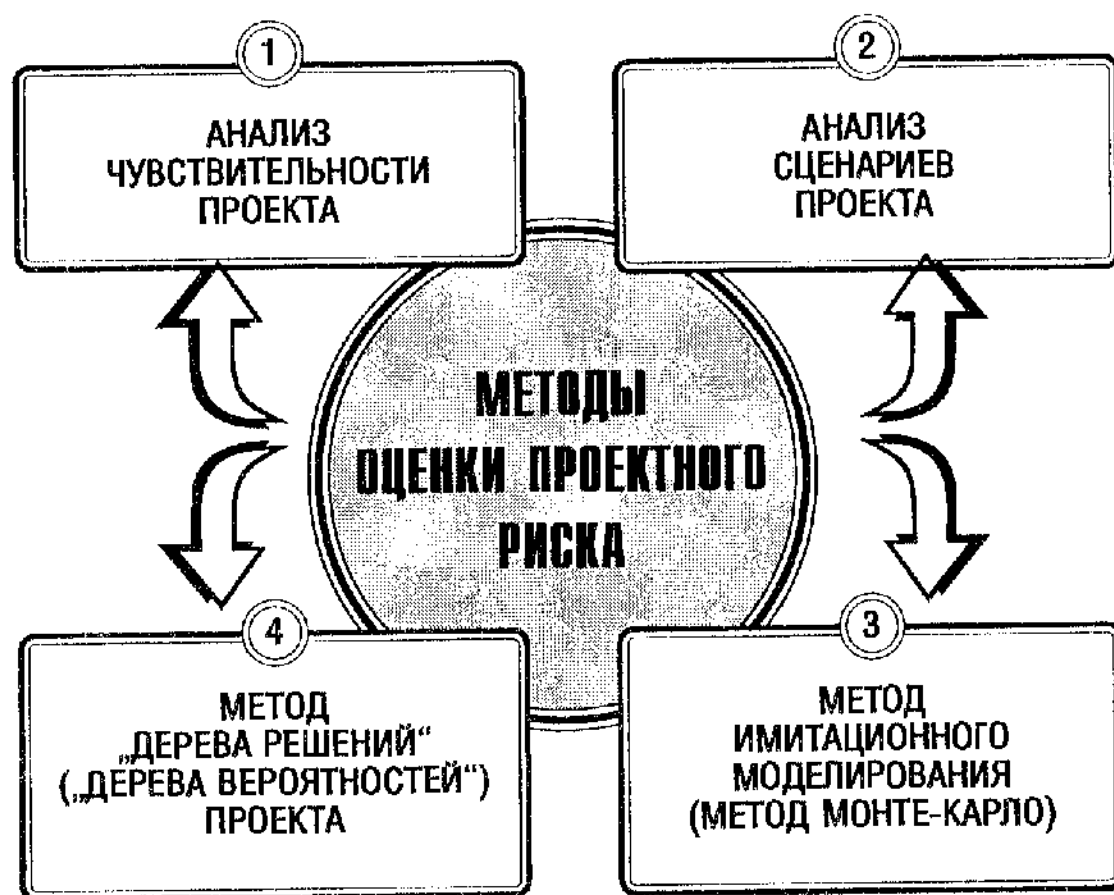 1
АНАЛИЗ
ЧУВСТВИТЕЛЬНОСТИ
ПРОЕКТА
2
АНАЛИЗ
СЦЕНАРИЕВ
ПРОЕКТА
МЕТОДЫ
ОЦЕНКИ ПРОЕКТНОГО
РИСКА
4
МЕТОД
„ДЕРЕВА РЕШЕНИЙ“
(„ДЕРЕВА ВЕРОЯТНОСТЕЙ“)
ПРОЕКТА
3
МЕТОД
ИМИТАЦИОННОГО
МОДЕЛИРОВАНИЯ
(МЕТОД МОНТЕ-КАРЛО)